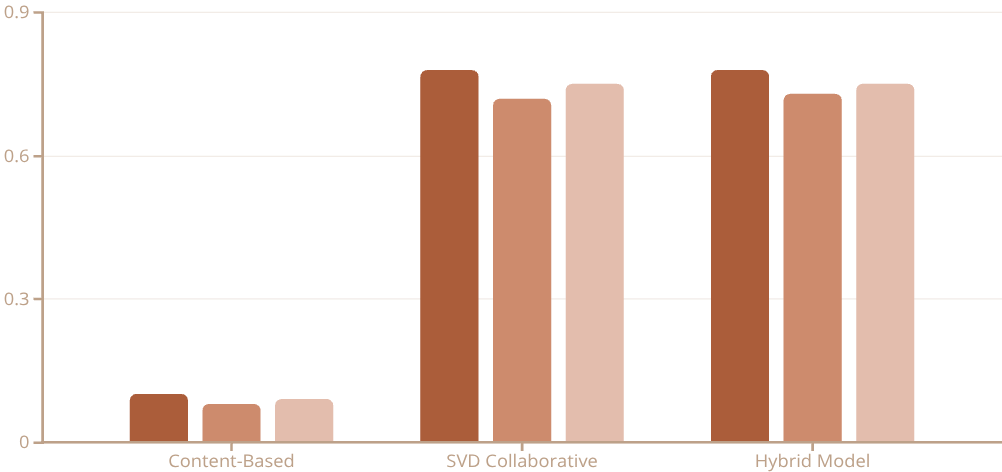 0.9
0.6
0.3
0
Content-Based
SVD Collaborative
Hybrid Model